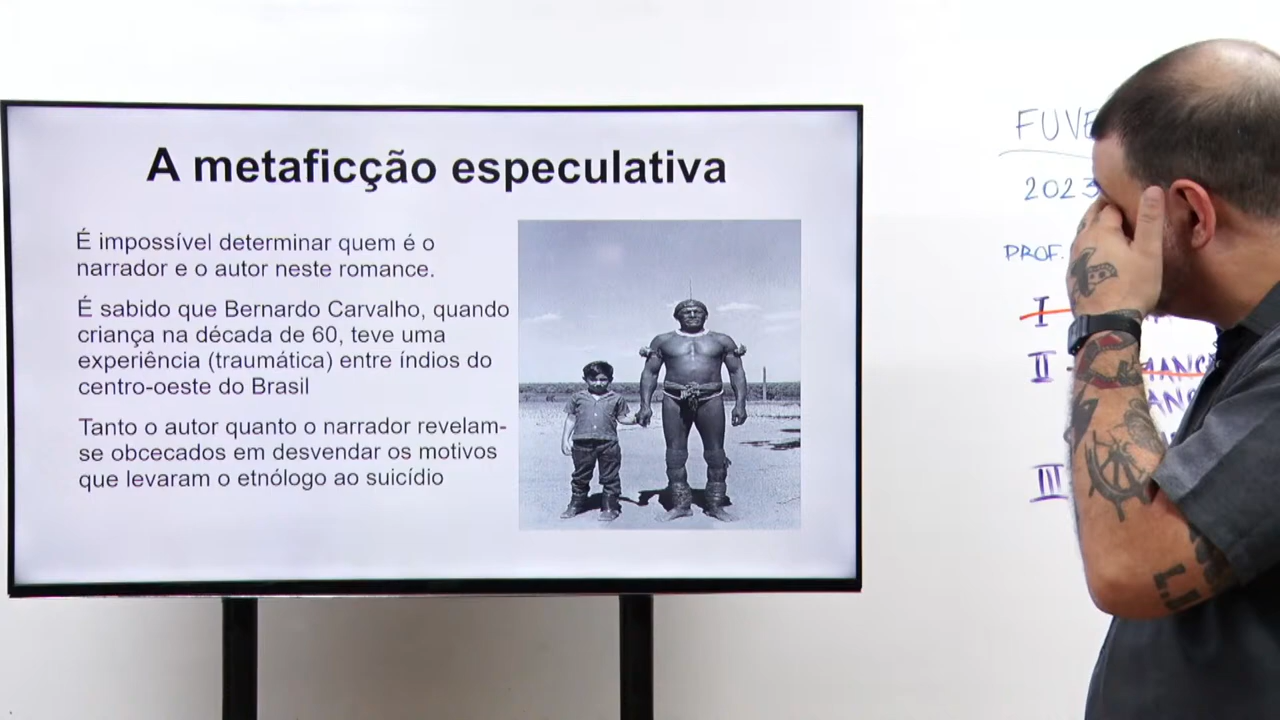 A metaficção especulativa
É impossível determinar quem é o
narrador e o autor neste romance.
É sabido que Bernardo Carvalho, quando
criança na década de 60, teve uma
experiência (traumática) entre índios do
centro-oeste do Brasil
Tanto o autor quanto o narrador revelam-
se obcecados em desvendar os motivos
que levaram o etnólogo ao suicídio
FUVE
2023
PROF.
I
II
III